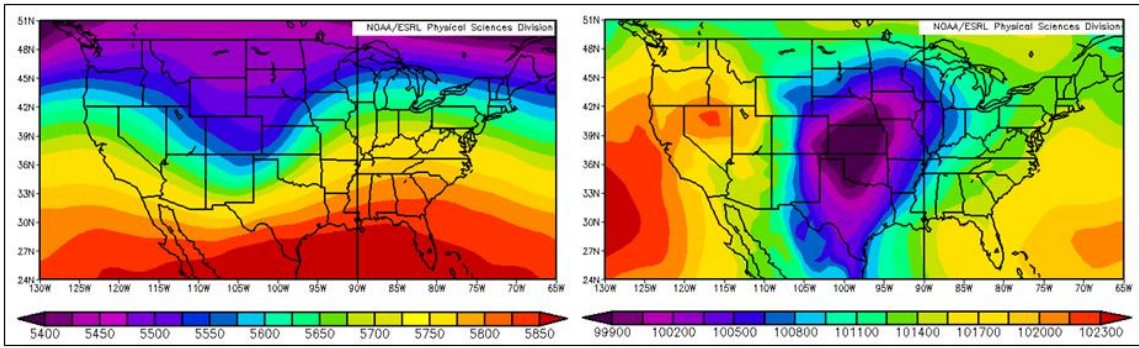 NOAA/ESRL Physical Sciences Division
51N
48N
45N
42N
39N
36N
33N
30N
27N
24N
130W 125W 120W 115W 110W 105W 100W 95W 90W 85W 80W 75W 70W 65W
5400 5450 5500 5550 5600 5650 5700 5750 5800 5850
NOAA/ESRL Physical Sciences Division
51N
48N
45N
42N
39N
36N
33N
30N
27N
24N
130W 125W 120W 115W 110W 105W 100W 95W 90W 85W 80W 75W 70W 65W
99900 100200 100500 100800 101100 101400 101700 102000 102300